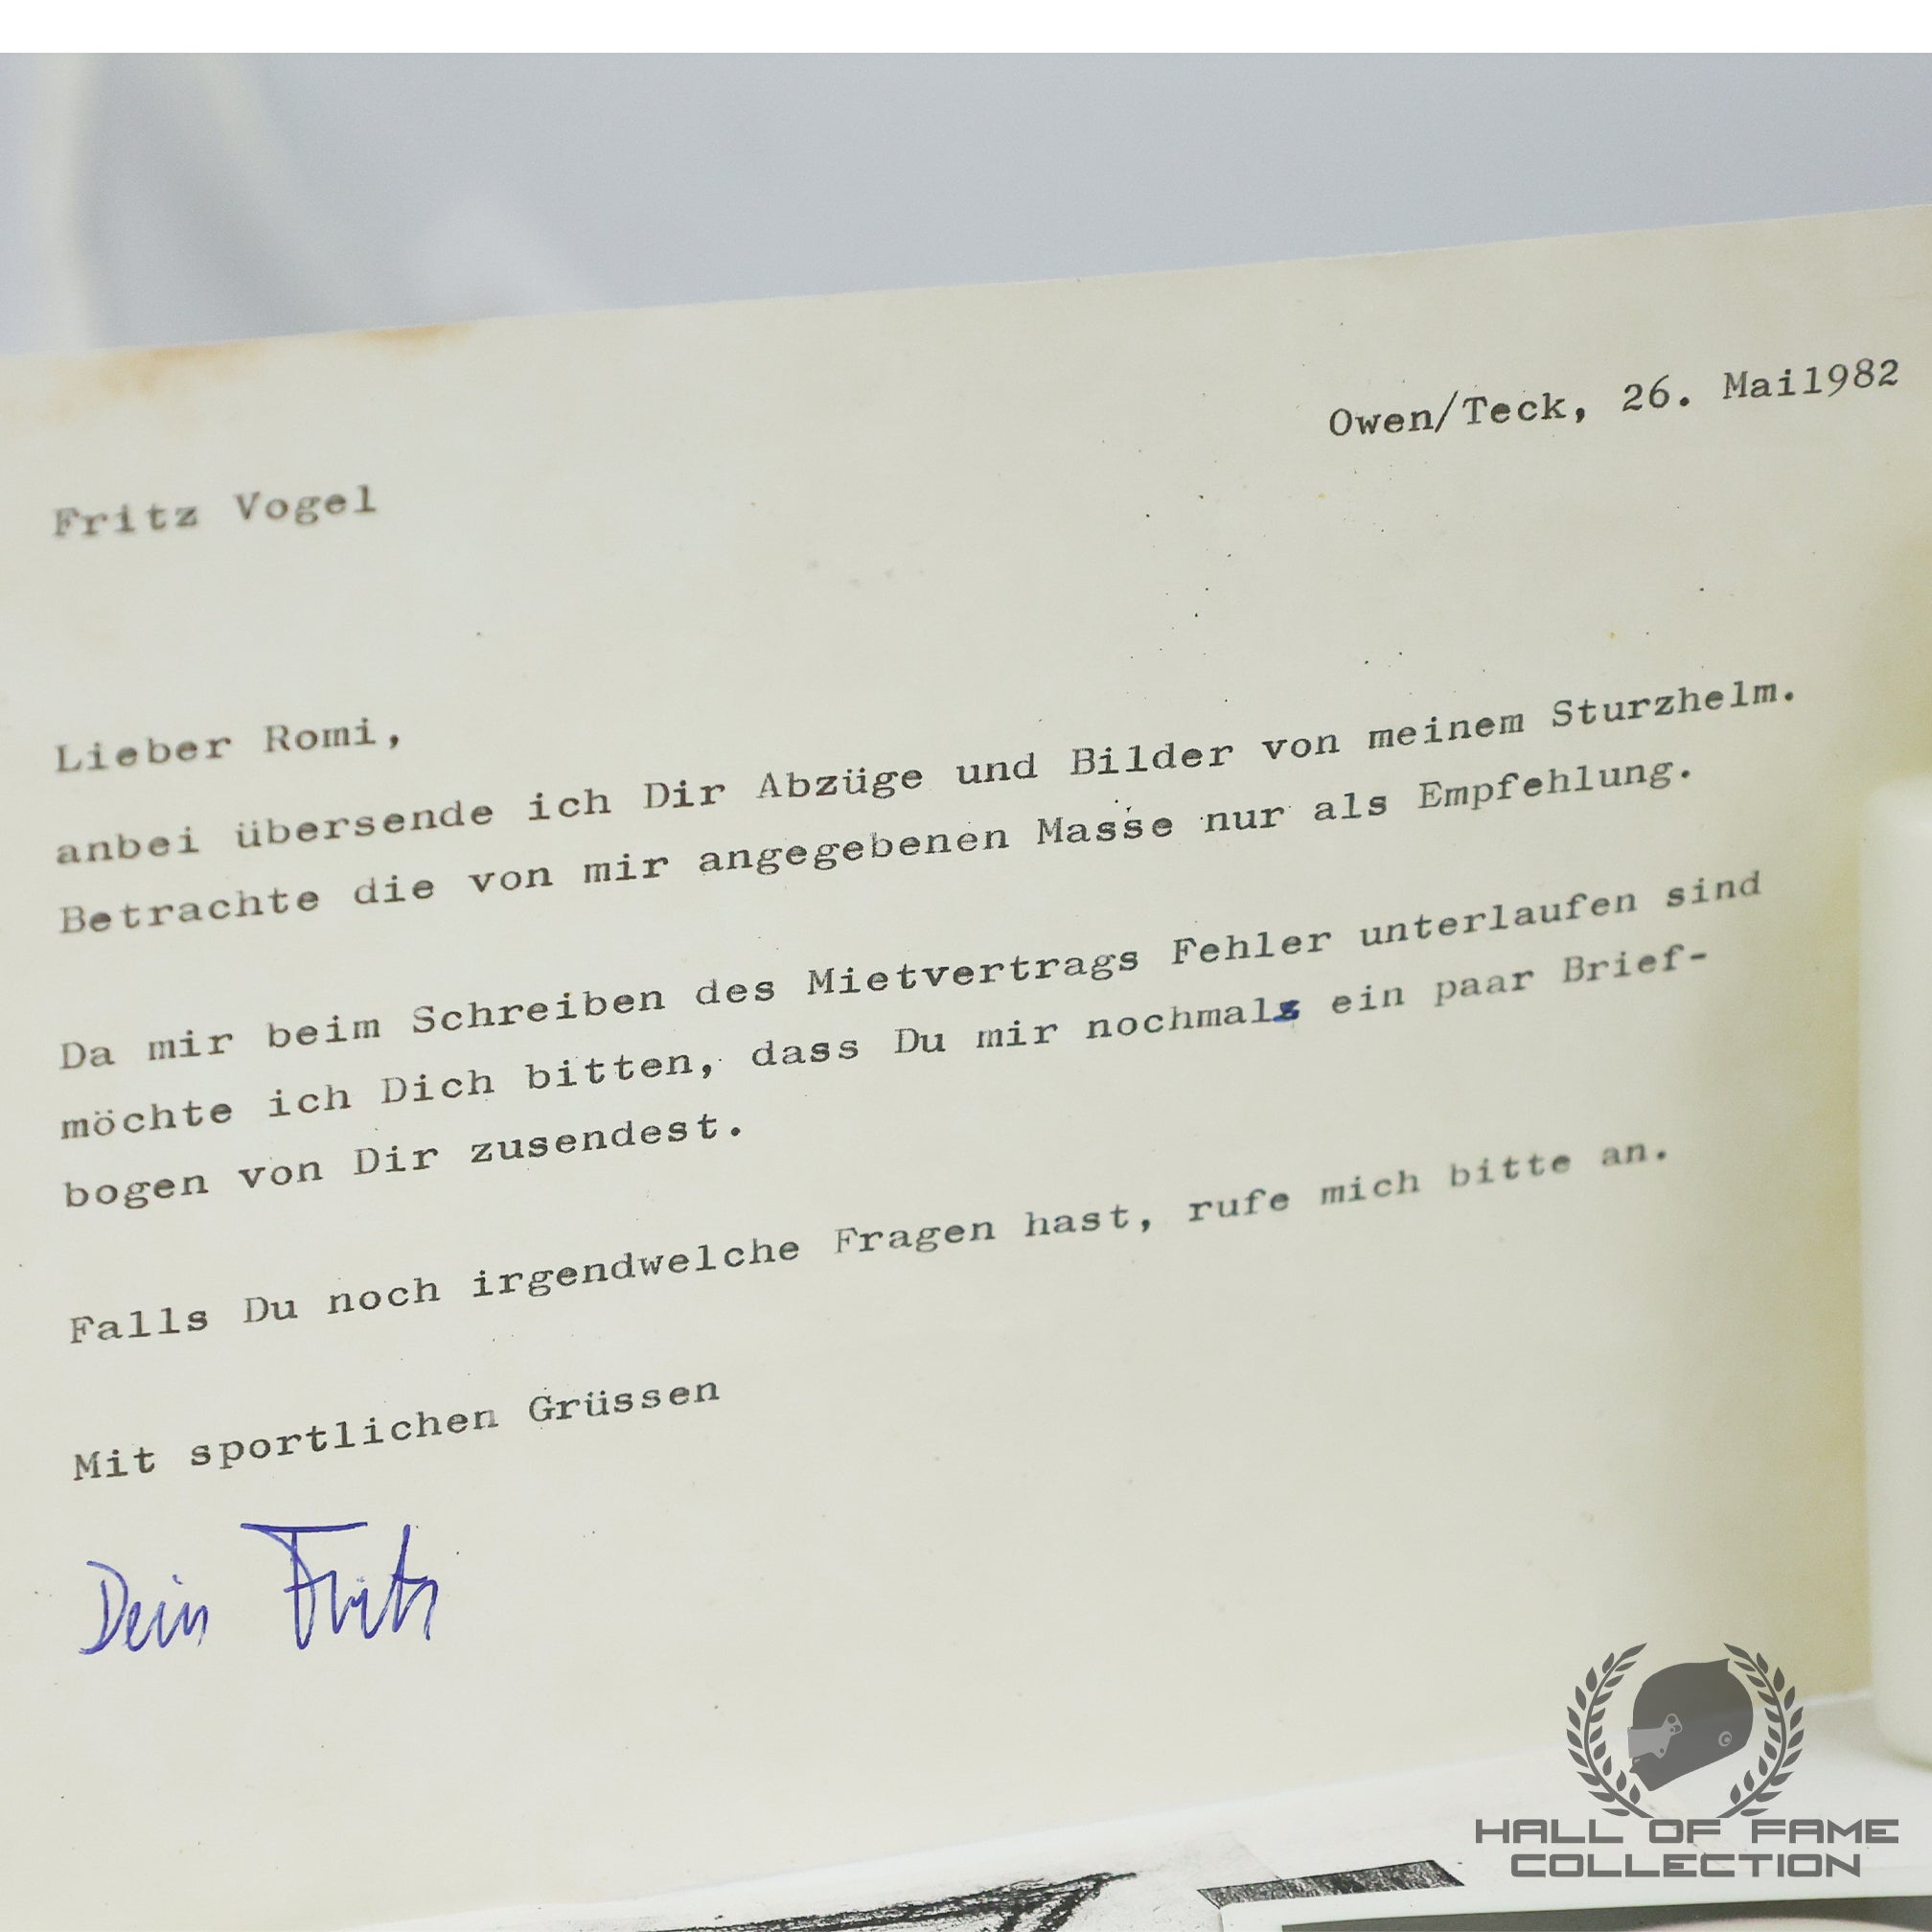 Owen/Teck, 26. Mai1982
Fritz Vogel
Lieber Romi,
anbei übersende ich Dir Abzüge und Bilder von meinem Sturzhelm.
Betrachte die von mir angegebenen Masse nur als Empfehlung.
Da mir beim Schreiben des Mietvertrags Fehler unterlaufen sind
möchte ich Dich bitten, dass Du mir nochmals ein paar Brief-
bogen von Dir zusendest.
Falls Du noch irgendwelche Fragen hast, rufe mich bitte an.
Mit sportlichen Grüssen
Dein Fritz
HALL OF FAME
COLLECTION